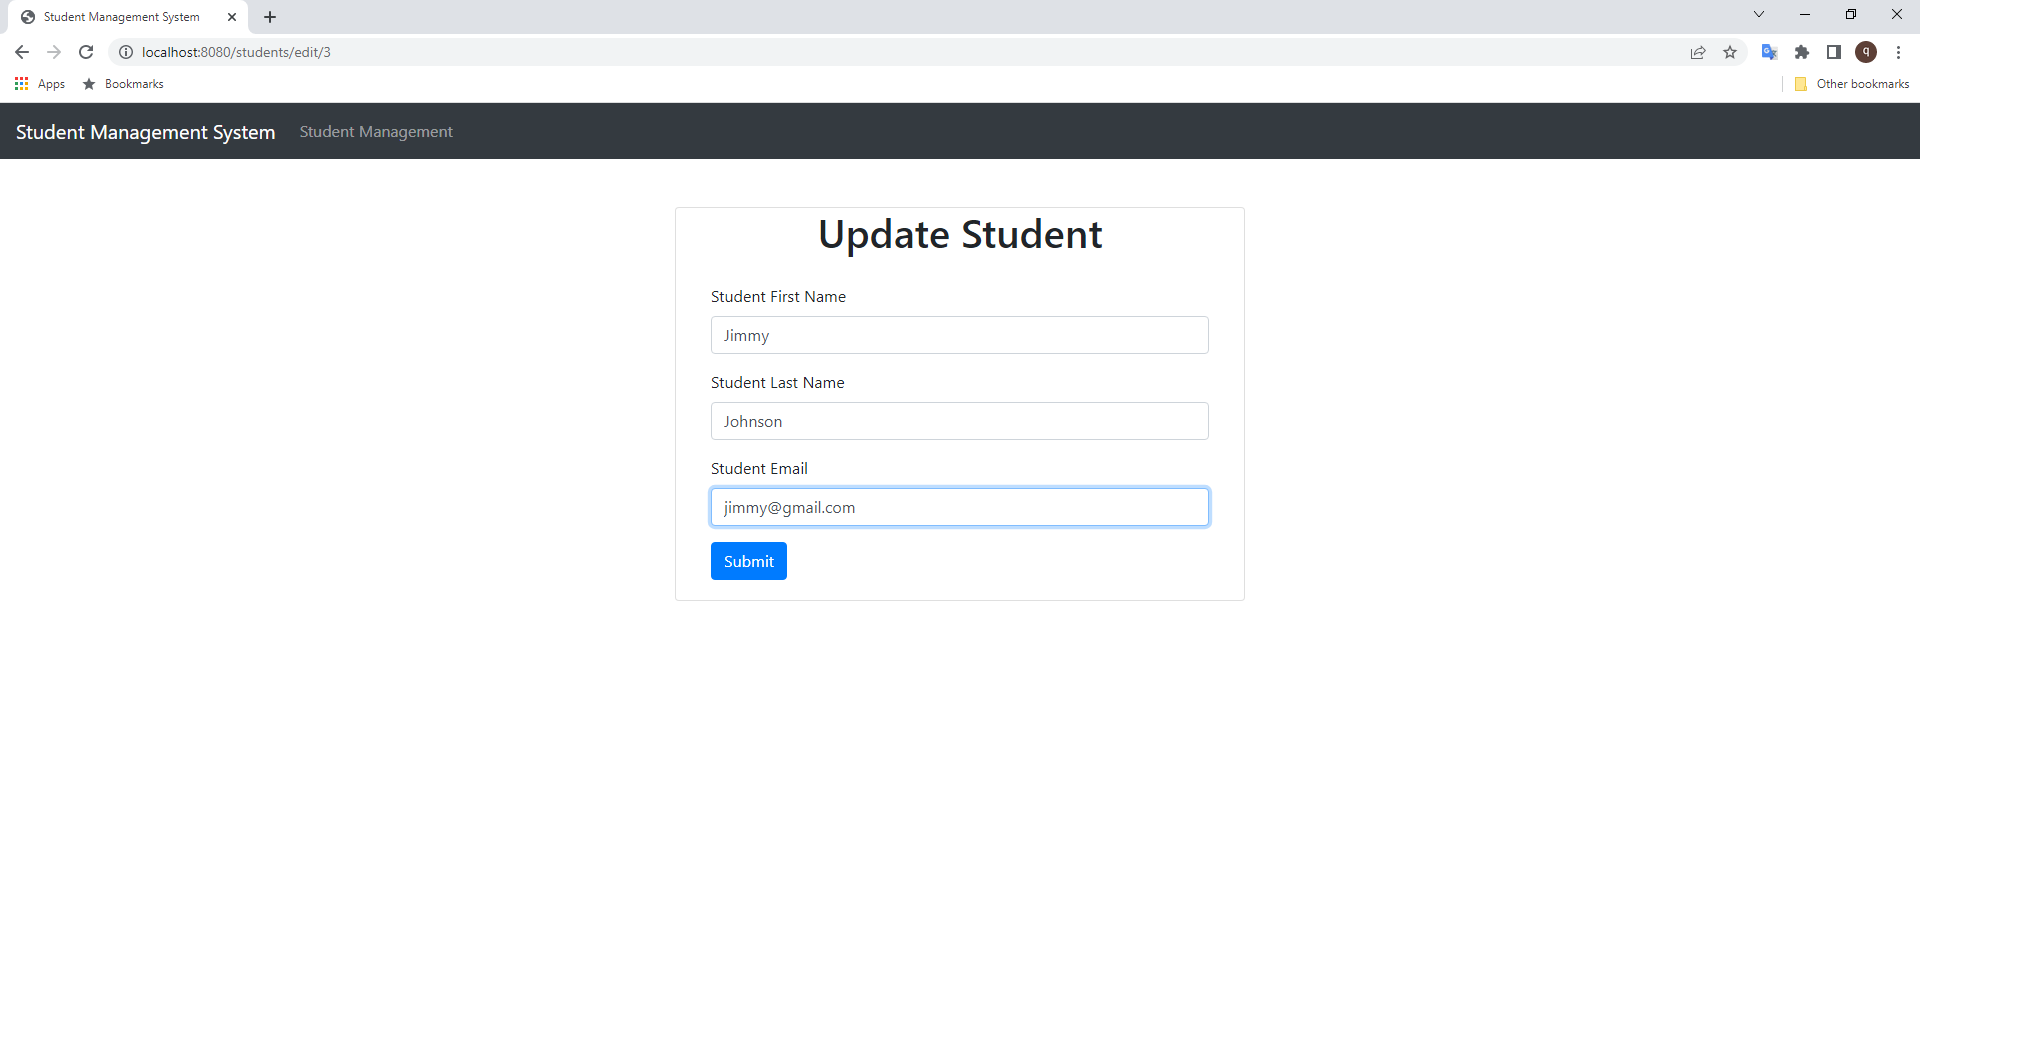 Student Management System
localhost:8080/students/edit/3
q
Apps
Bookmarks
Other bookmarks
Student Management System
Student Management
Update Student
Student First Name
Jimmy
Student Last Name
Johnson
Student Email
jimmy@gmail.com
Submit